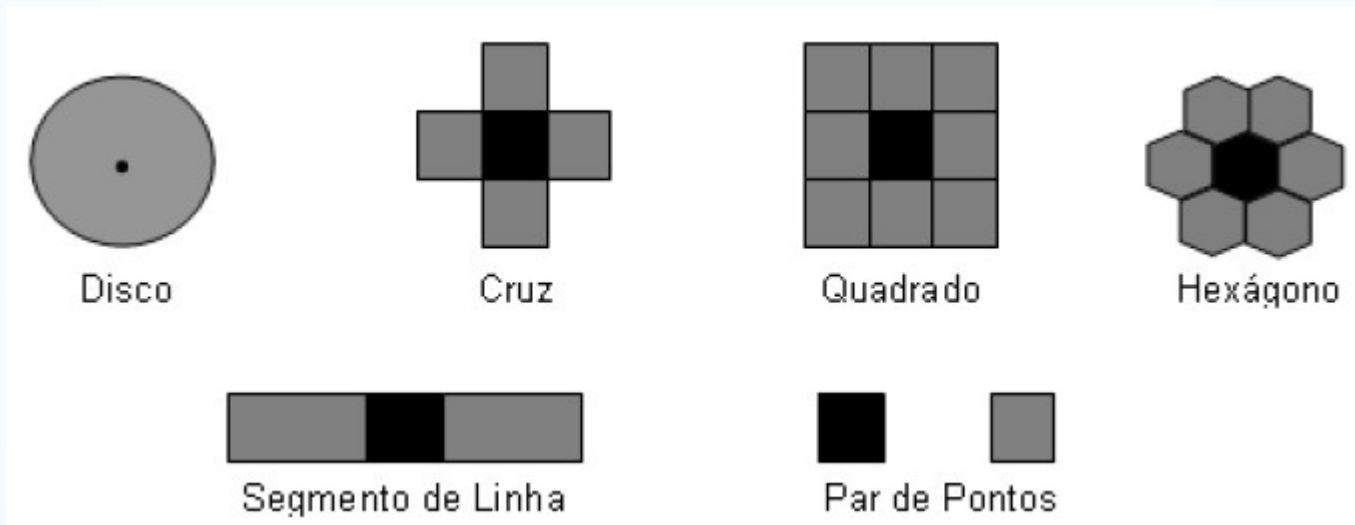 Disco
Cruz
Quadrado
Hexágono
Segmento de Linha
Par de Pontos